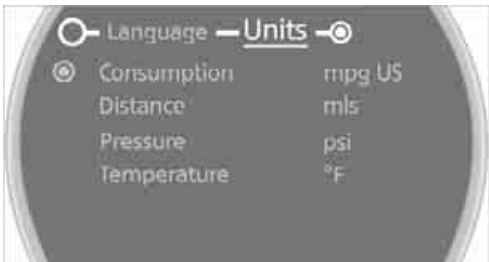 Language Units
Consumption mpg US
Distance mls
Pressure psi
Temperature °F